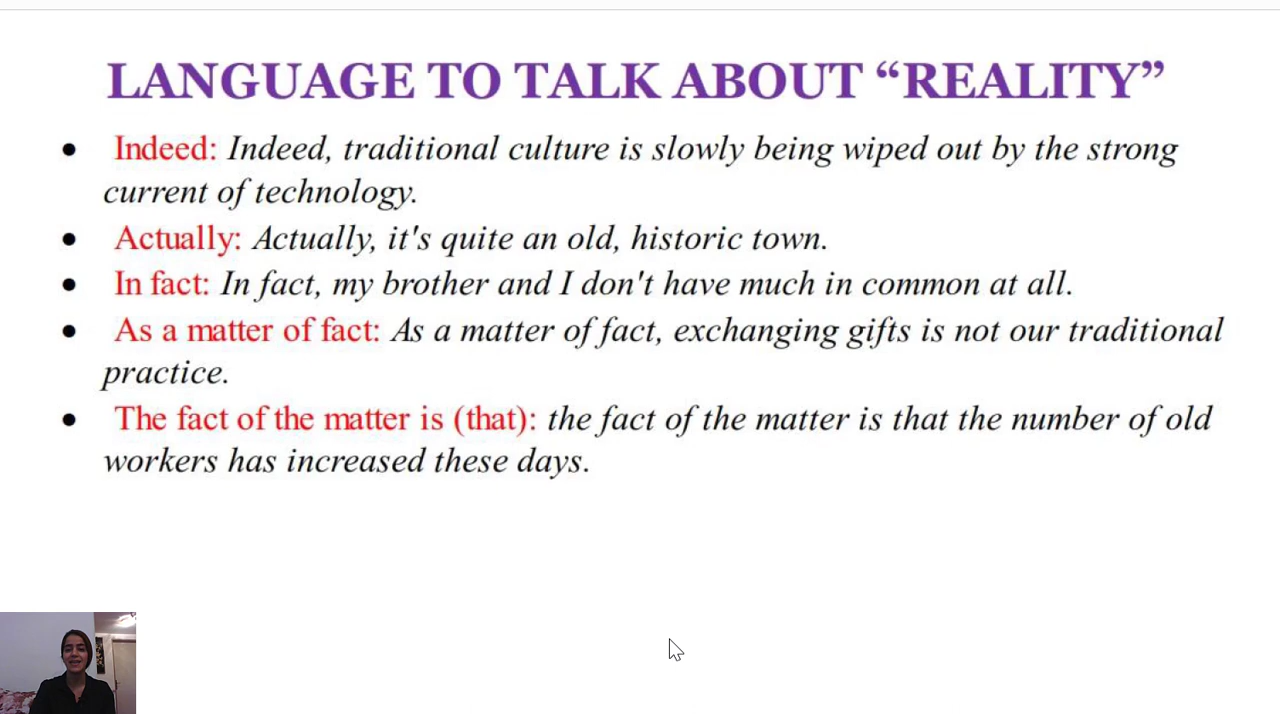 LANGUAGE TO TALK ABOUT “REALITY”
• Indeed: Indeed, traditional culture is slowly being wiped out by the strong
current of technology.
• Actually: Actually, it's quite an old, historic town.
• In fact: In fact, my brother and I don't have much in common at all.
• As a matter of fact: As a matter of fact, exchanging gifts is not our traditional
practice.
• The fact of the matter is (that): the fact of the matter is that the number of old
workers has increased these days.